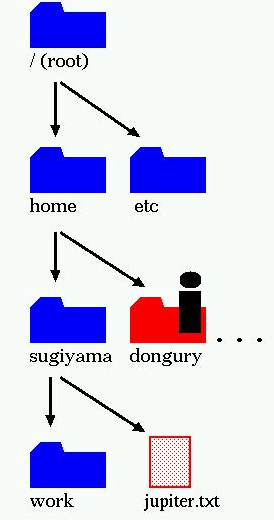 / (root)
home
etc
sugiyama
dongury
. . .
work
jupiter.txt